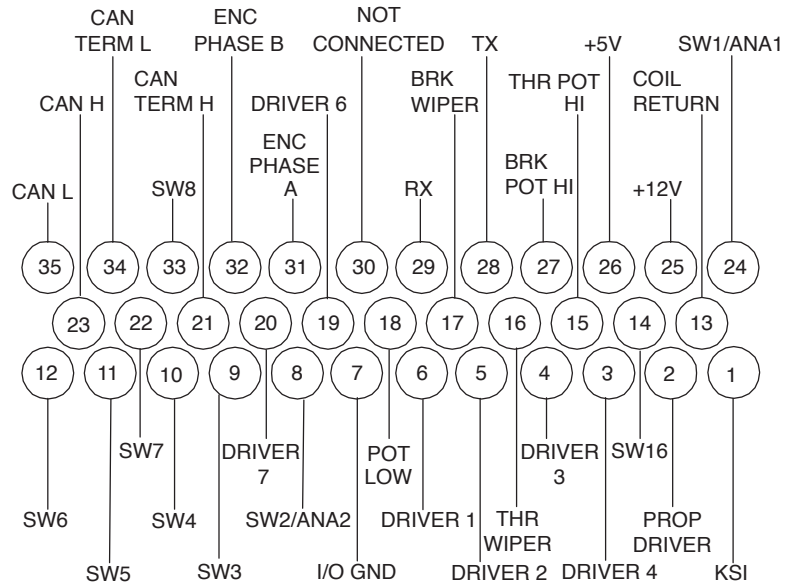 CAN
TERM L
ENC
PHASE B
NOT
CONNECTED
TX
+5V
SW1/ANA1
CAN H
CAN
TERM H
DRIVER 6
BRK
WIPER
THR POT
HI
COIL
RETURN
CAN L
SW8
ENC
PHASE
A
RX
BRK
POT HI
+12V
35
34
33
32
31
30
29
28
27
26
25
24
23
22
21
20
19
18
17
16
15
14
13
12
11
10
9
8
7
6
5
4
3
2
1
SW7
DRIVER
7
POT
LOW
DRIVER
3
SW16
SW6
SW4
SW2/ANA2
DRIVER 1
THR
WIPER
PROP
DRIVER
SW5
SW3
I/O GND
DRIVER 2
DRIVER 4
KSI